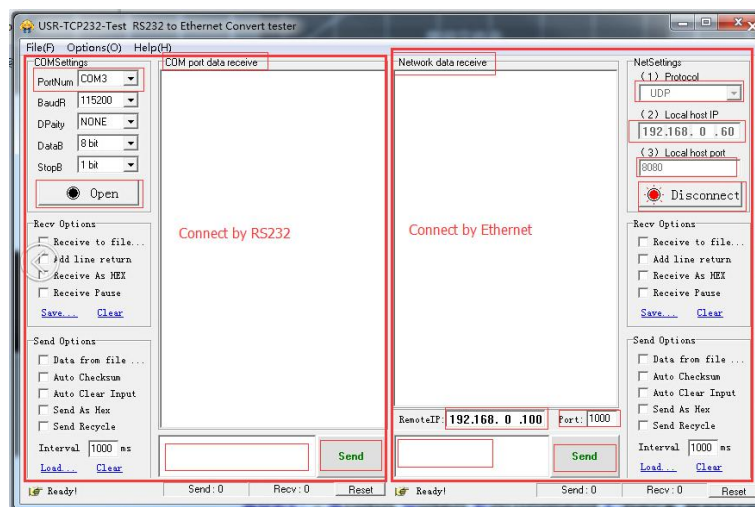 USR-TCP232-Test RS232 to Ethernet Convert tester
File(F) Options(O) Help(H)
COMSettings
PortNum COM3
BaudR 115200
DPaity NONE
DataB 8 bit
StopB 1 bit
Open
Recv Options
Receive to file...
Add line return
Receive As HEX
Receive Pause
Save... Clear
Send Options
Data from file ...
Auto Checksum
Auto Clear Input
Send As Hex
Send Recycle
Interval 1000 ms
Load... Clear
COM port data receive
Connect by RS232
Send
Ready!
Send : 0 Recv : 0 Reset
Network data receive
Connect by Ethernet
RemoteIP: 192.168. 0 .100 Port: 1000
Send
Ready!
Send : 0 Recv : 0 Reset
NetSettings
(1) Protocol
UDP
(2) Local host IP
192.168. 0 .60
(3) Local host port
8080
Disconnect
Recv Options
Receive to file...
Add line return
Receive As HEX
Receive Pause
Save... Clear
Send Options
Data from file ...
Auto Checksum
Auto Clear Input
Send As Hex
Send Recycle
Interval 1000 ms
Load... Clear